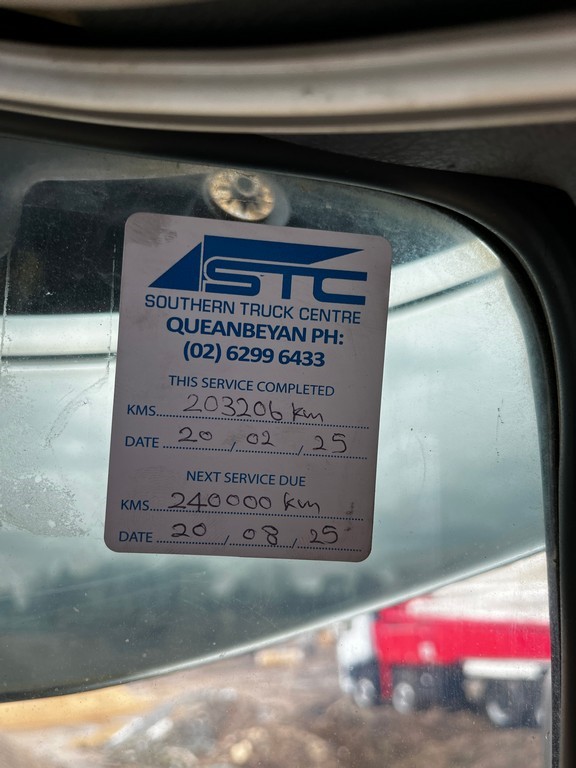 STC
SOUTHERN TRUCK CENTRE
QUEANBEYAN PH:
(02) 6299 6433
THIS SERVICE COMPLETED
KMS. 203206 km
DATE 20, 02, 25
NEXT SERVICE DUE
KMS. 240000 km
DATE 20, 08, 25